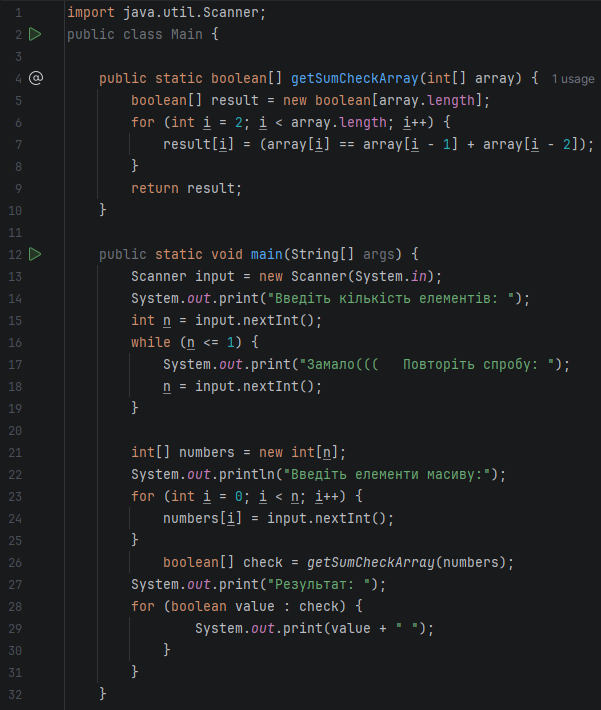 1 import java.util.Scanner;
2 public class Main {
3
4 @ public static boolean[] getSumCheckArray(int[] array) { 1 usage
5 boolean[] result = new boolean[array.length];
6 for (int i = 2; i < array.length; i++) {
7 result[i] = (array[i] == array[i - 1] + array[i - 2]);
8 }
9 return result;
10 }
11
12 public static void main(String[] args) {
13 Scanner input = new Scanner(System.in);
14 System.out.print("Введіть кількість елементів: ");
15 int n = input.nextInt();
16 while (n <= 1) {
17 System.out.print("Замало(((   Повторіть спробу: ");
18 n = input.nextInt();
19 }
20
21 int[] numbers = new int[n];
22 System.out.println("Введіть елементи масиву:");
23 for (int i = 0; i < n; i++) {
24 numbers[i] = input.nextInt();
25 }
26 boolean[] check = getSumCheckArray(numbers);
27 System.out.print("Результат: ");
28 for (boolean value : check) {
29 System.out.print(value + " ");
30 }
31 }
32 }